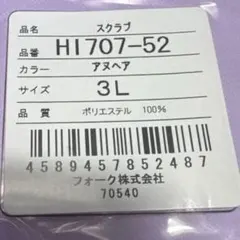 品名 スクラブ
品番 HI707-52
カラー アヌヘア
サイズ 3L
品質 ポリエステル 100%
4589457852487
フォーク株式会社
70540